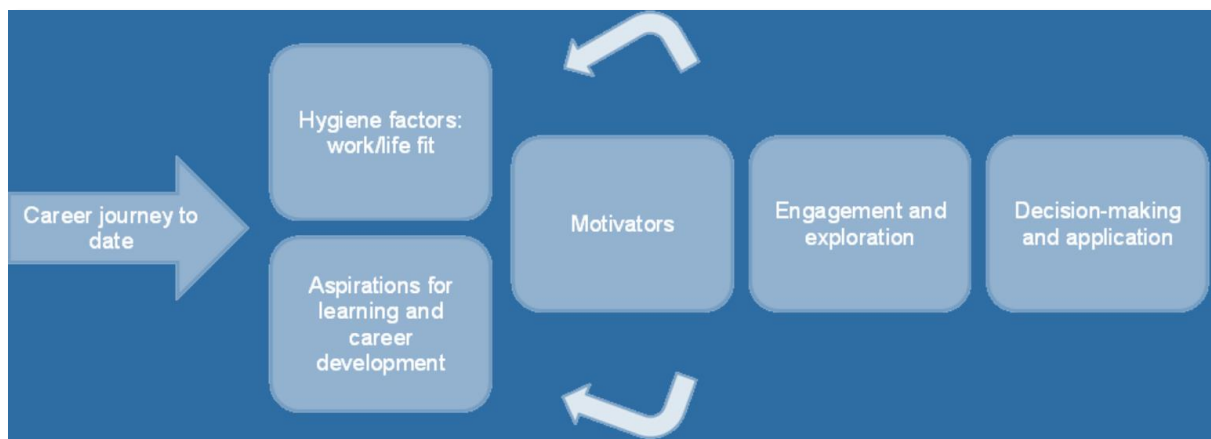 Career journey to
date
Hygiene factors:
work/life fit
Aspirations for
learning and
career
development
Motivators
Engagement and
exploration
Decision-making
and application